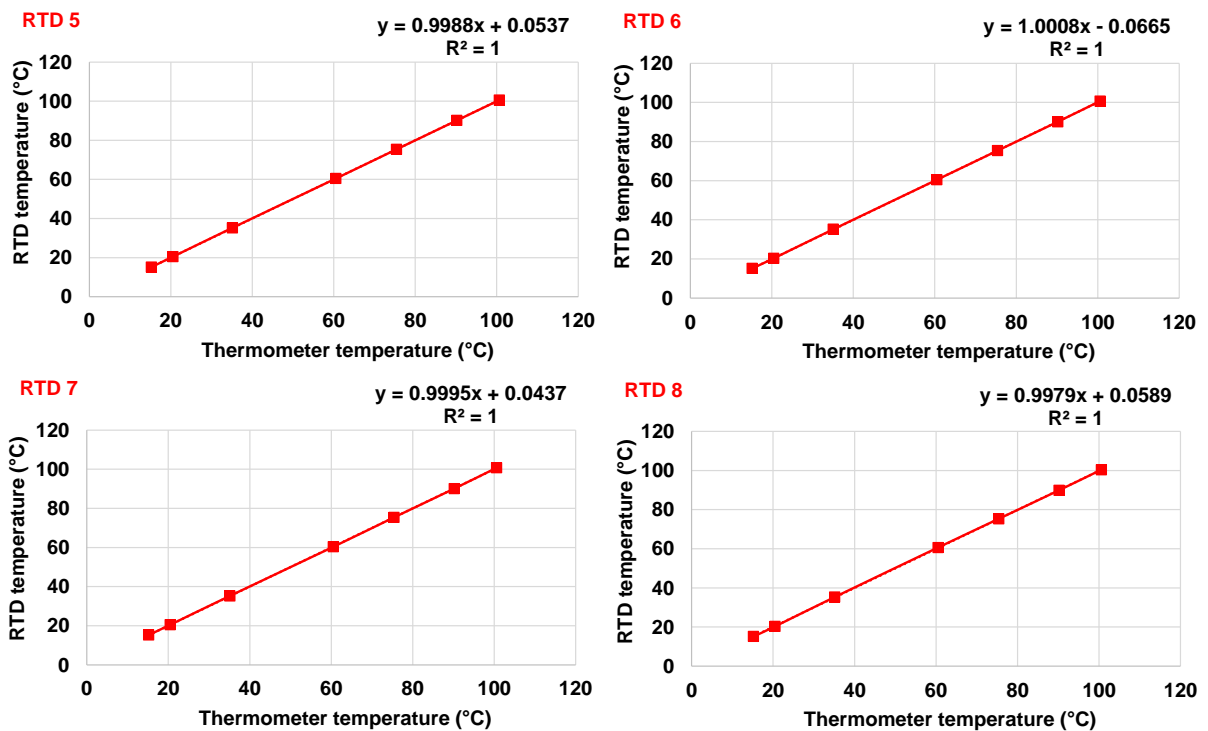 RTD 5
y = 0.9988x + 0.0537
R² = 1
RTD temperature (°C)
120
100
80
60
40
20
0
0 20 40 60 80 100 120
Thermometer temperature (°C)
RTD 6
y = 1.0008x - 0.0665
R² = 1
RTD temperature (°C)
120
100
80
60
40
20
0
0 20 40 60 80 100 120
Thermometer temperature (°C)
RTD 7
y = 0.9995x + 0.0437
R² = 1
RTD temperature (°C)
120
100
80
60
40
20
0
0 20 40 60 80 100 120
Thermometer temperature (°C)
RTD 8
y = 0.9979x + 0.0589
R² = 1
RTD temperature (°C)
120
100
80
60
40
20
0
0 20 40 60 80 100 120
Thermometer temperature (°C)